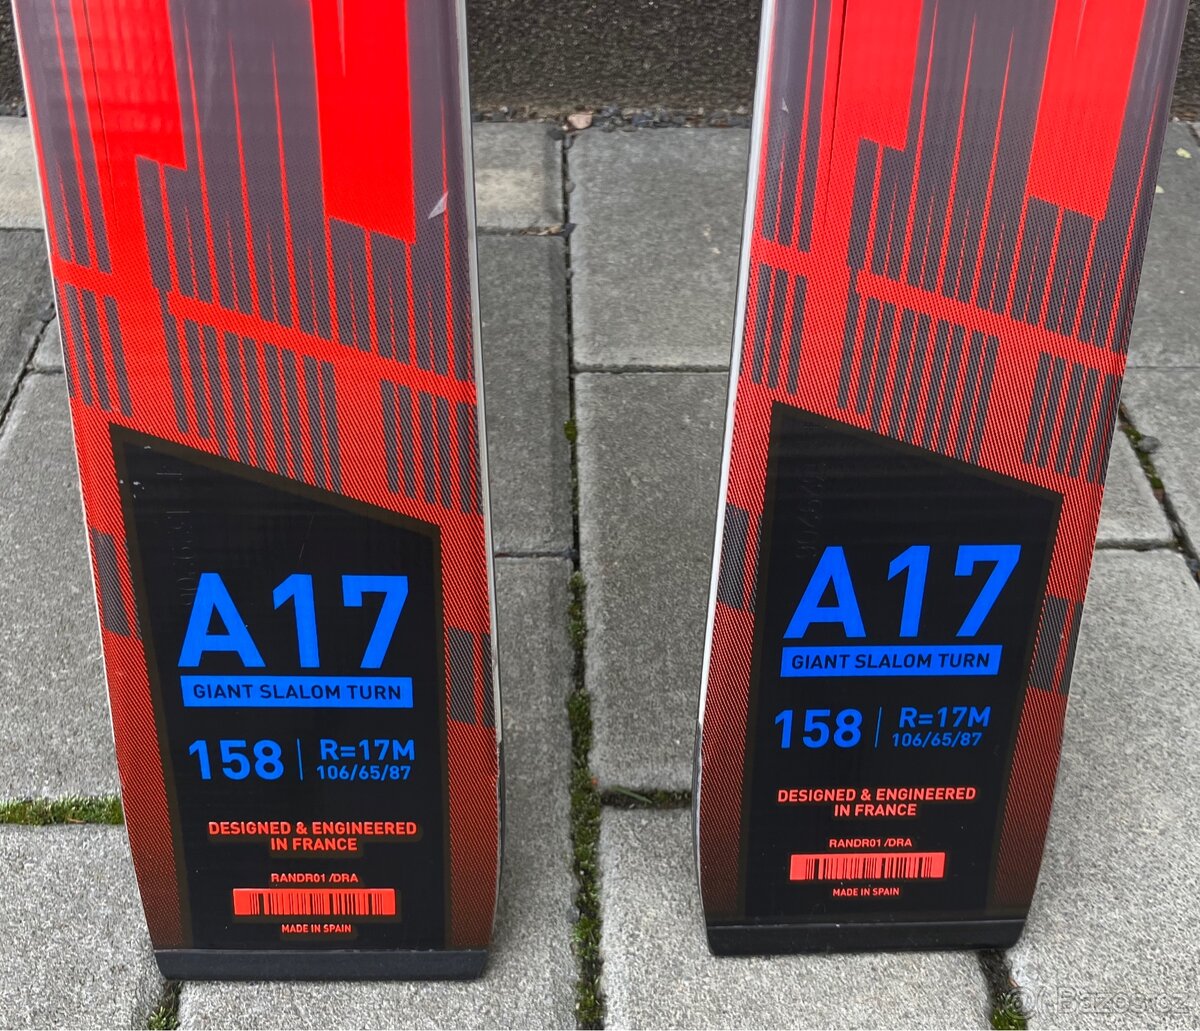 A17
GIANT SLALOM TURN
158 | R=17M
106/65/87
DESIGNED & ENGINEERED
IN FRANCE
RANDR01 /DRA
MADE IN SPAIN
A17
GIANT SLALOM TURN
158 | R=17M
106/65/87
DESIGNED & ENGINEERED
IN FRANCE
RANDR01 /DRA
MADE IN SPAIN
Bazos.cz